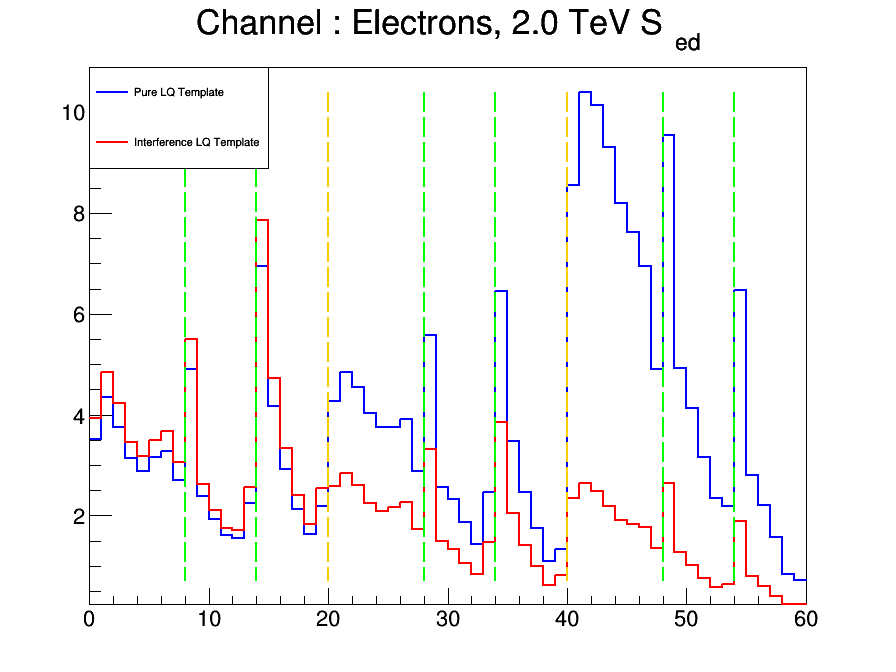 Channel : Electrons, 2.0 TeV S ed
Pure LQ Template
Interference LQ Template
10
8
6
4
2
0 10 20 30 40 50 60